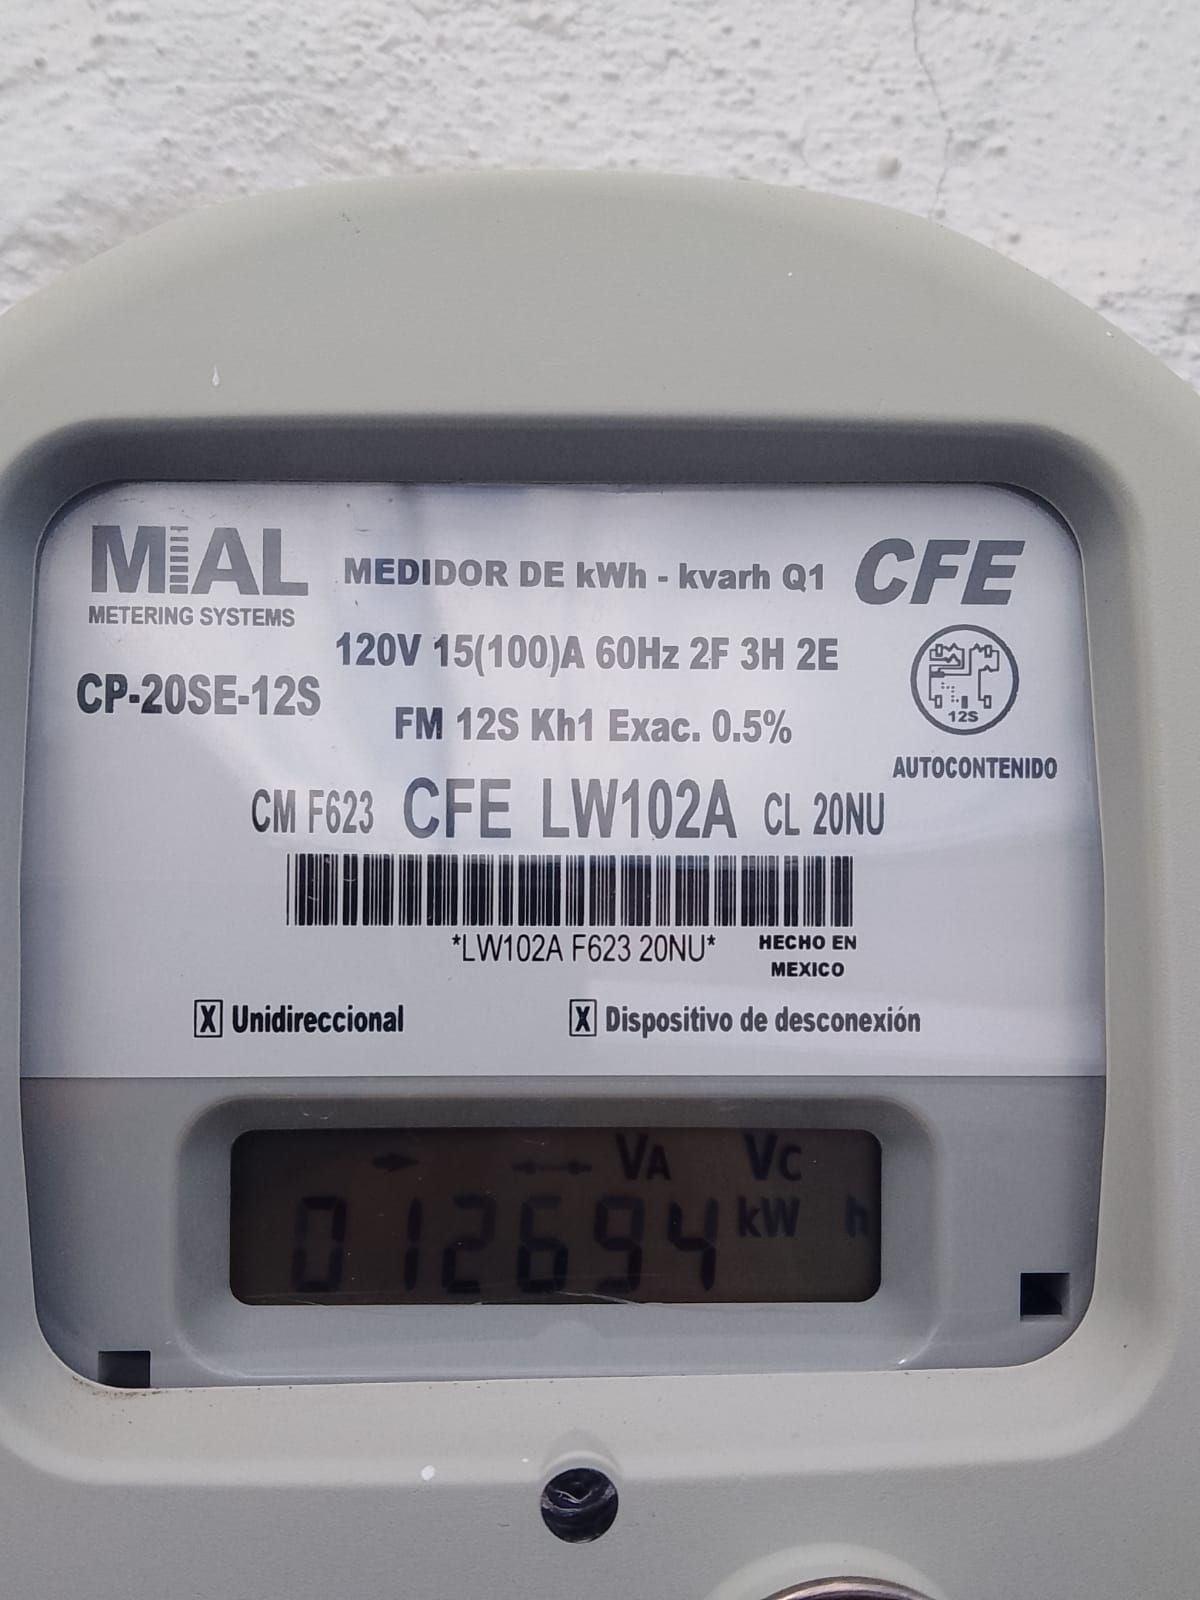 MIAL
METERING SYSTEMS
MEDIDOR DE kWh - kvarh Q1
CFE
120V 15(100)A 60Hz 2F 3H 2E
CP-20SE-12S
FM 12S Kh1 Exac. 0.5%
12S
AUTOCONTENIDO
CM F623 CFE LW102A CL 20NU
*LW102A F623 20NU*
HECHO EN
MEXICO
X Unidireccional
X Dispositivo de desconexión
VA VC
012694 kW h